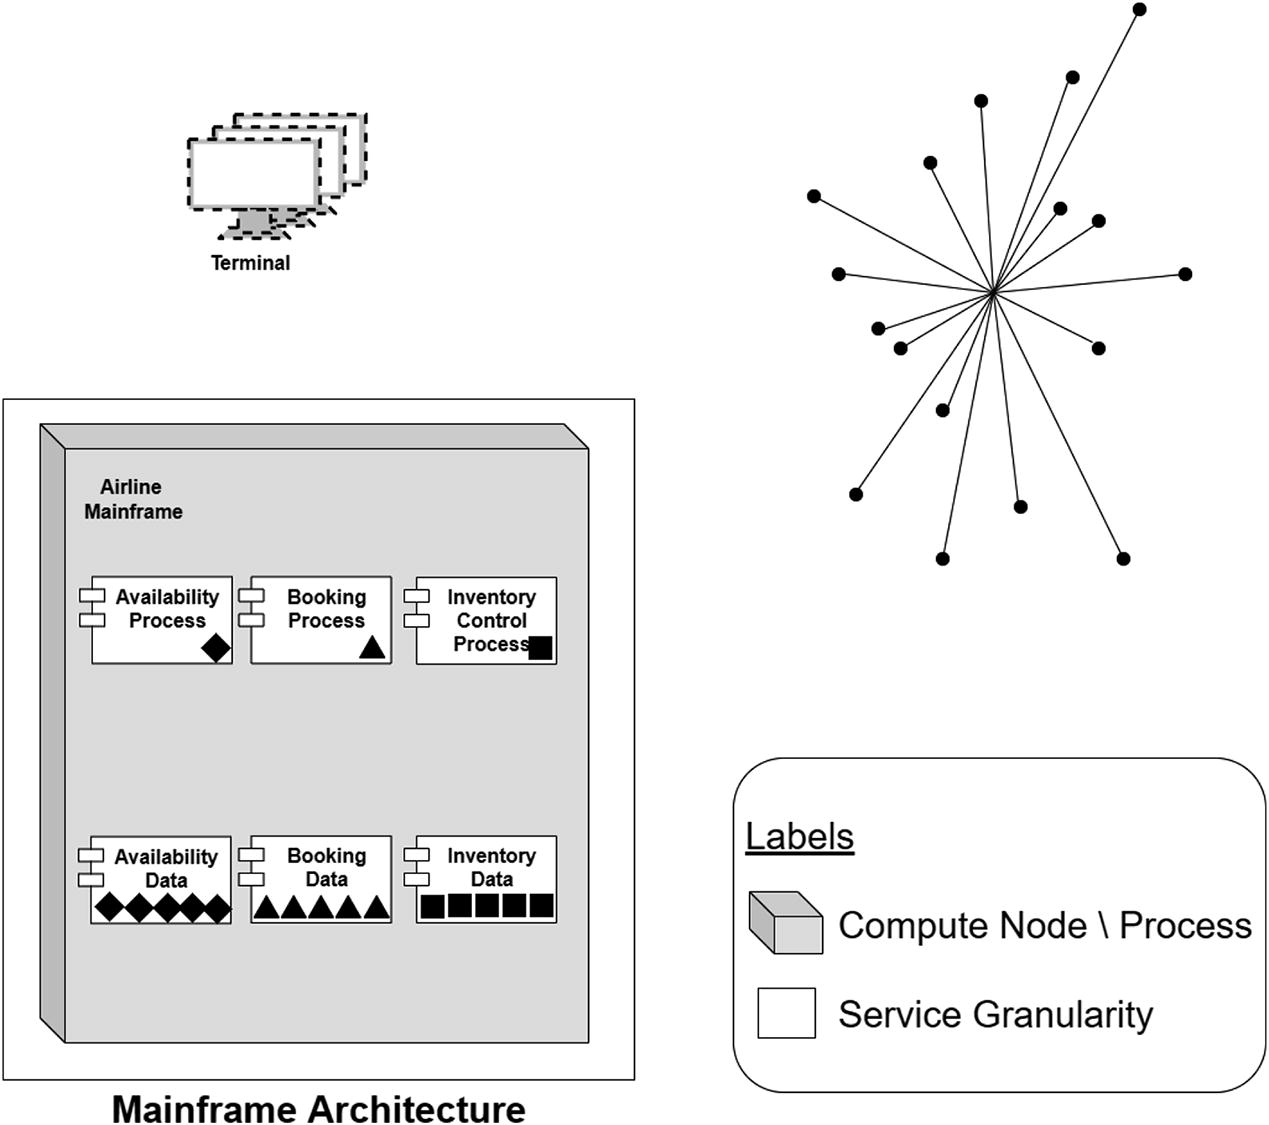 Terminal
Airline
Mainframe
Availability
Process
Booking
Process
Inventory
Control
Process
Availability
Data
Booking
Data
Inventory
Data
Mainframe Architecture
Labels
Compute Node \ Process
Service Granularity